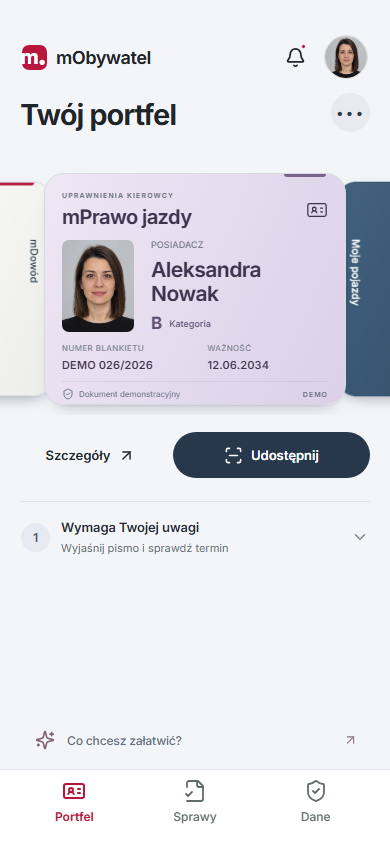 m. mObywatel
Twój portfel
mDowód
UPRAWNIENIA KIEROWCY
mPrawo jazdy
POSIADACZ
Aleksandra
Nowak
B Kategoria
NUMER BLANKIETU WAŻNOŚĆ
DEMO 026/2026 12.06.2034
Dokument demonstracyjny DEMO
Moje pojazdy
Szczegóły Udostępnij
1 Wymaga Twojej uwagi
Wyjaśnij pismo i sprawdź termin
Co chcesz załatwić?
Portfel Sprawy Dane